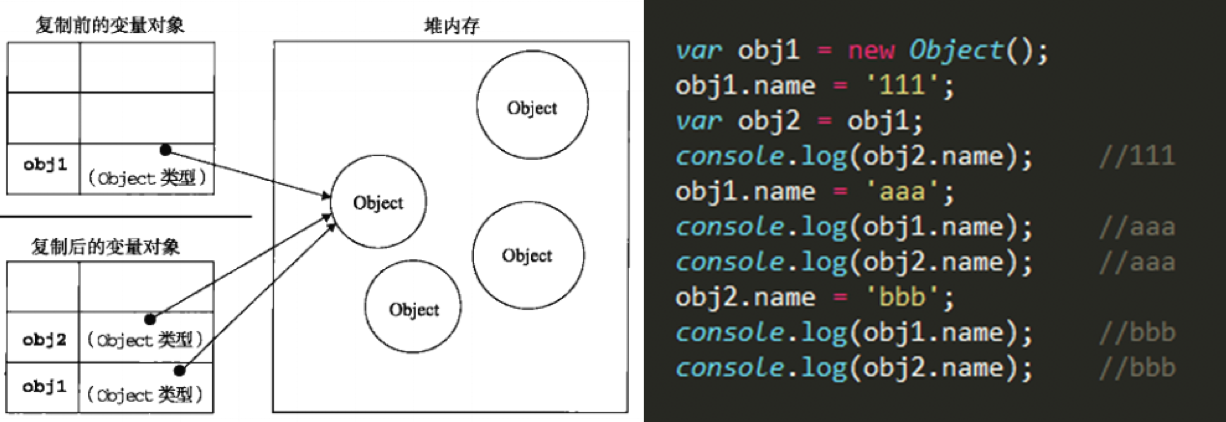 复制前的变量对象
obj1
(Object 类型)
复制后的变量对象
obj2
(Object 类型)
obj1
(Object 类型)
堆内存
Object
Object
Object
Object
var obj1 = new Object();
obj1.name = '111';
var obj2 = obj1;
console.log(obj2.name); //111
obj1.name = 'aaa';
console.log(obj1.name); //aaa
console.log(obj2.name); //aaa
obj2.name = 'bbb';
console.log(obj1.name); //bbb
console.log(obj2.name); //bbb